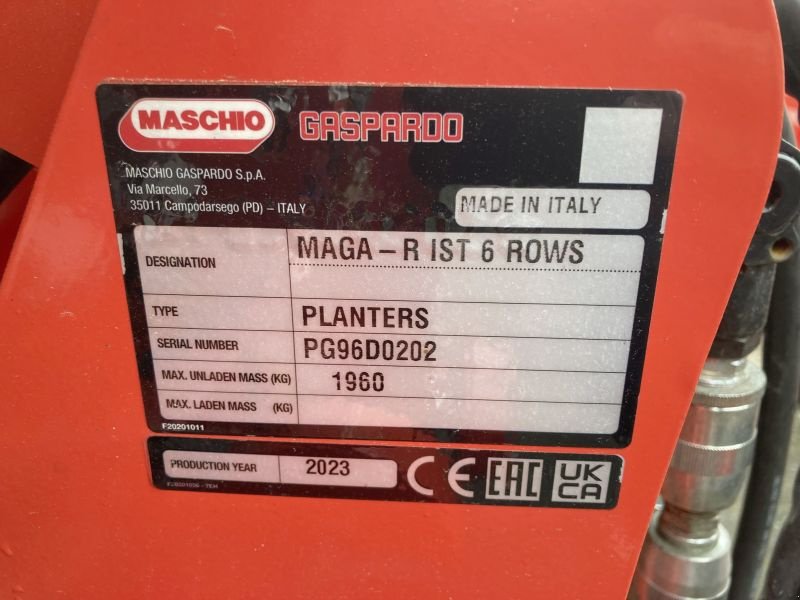 MASCHIO GASPARDO
MASCHIO GASPARDO S.p.A.
Via Marcello, 73
35011 Campodarsego (PD) – ITALY
MADE IN ITALY
DESIGNATION MAGA – R IST 6 ROWS
TYPE PLANTERS
SERIAL NUMBER PG96D0202
MAX. UNLADEN MASS (KG) 1960
MAX. LADEN MASS (KG)
F20201011
PRODUCTION YEAR 2023
CE EAC UK CA